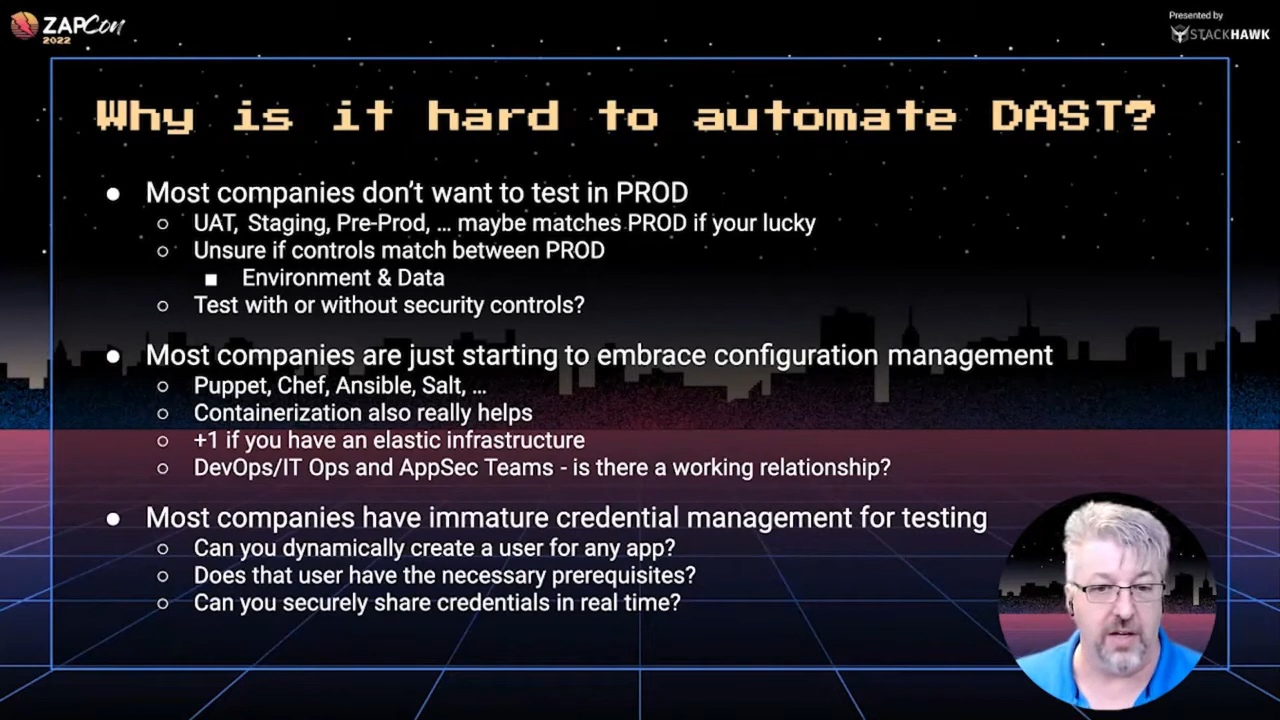 ZAPCon
2022
Presented by
STACKHAWK
Why is it hard to automate DAST?
● Most companies don’t want to test in PROD
○ UAT, Staging, Pre-Prod, … maybe matches PROD if your lucky
○ Unsure if controls match between PROD
■ Environment & Data
○ Test with or without security controls?
● Most companies are just starting to embrace configuration management
○ Puppet, Chef, Ansible, Salt, …
○ Containerization also really helps
○ +1 if you have an elastic infrastructure
○ DevOps/IT Ops and AppSec Teams - is there a working relationship?
● Most companies have immature credential management for testing
○ Can you dynamically create a user for any app?
○ Does that user have the necessary prerequisites?
○ Can you securely share credentials in real time?